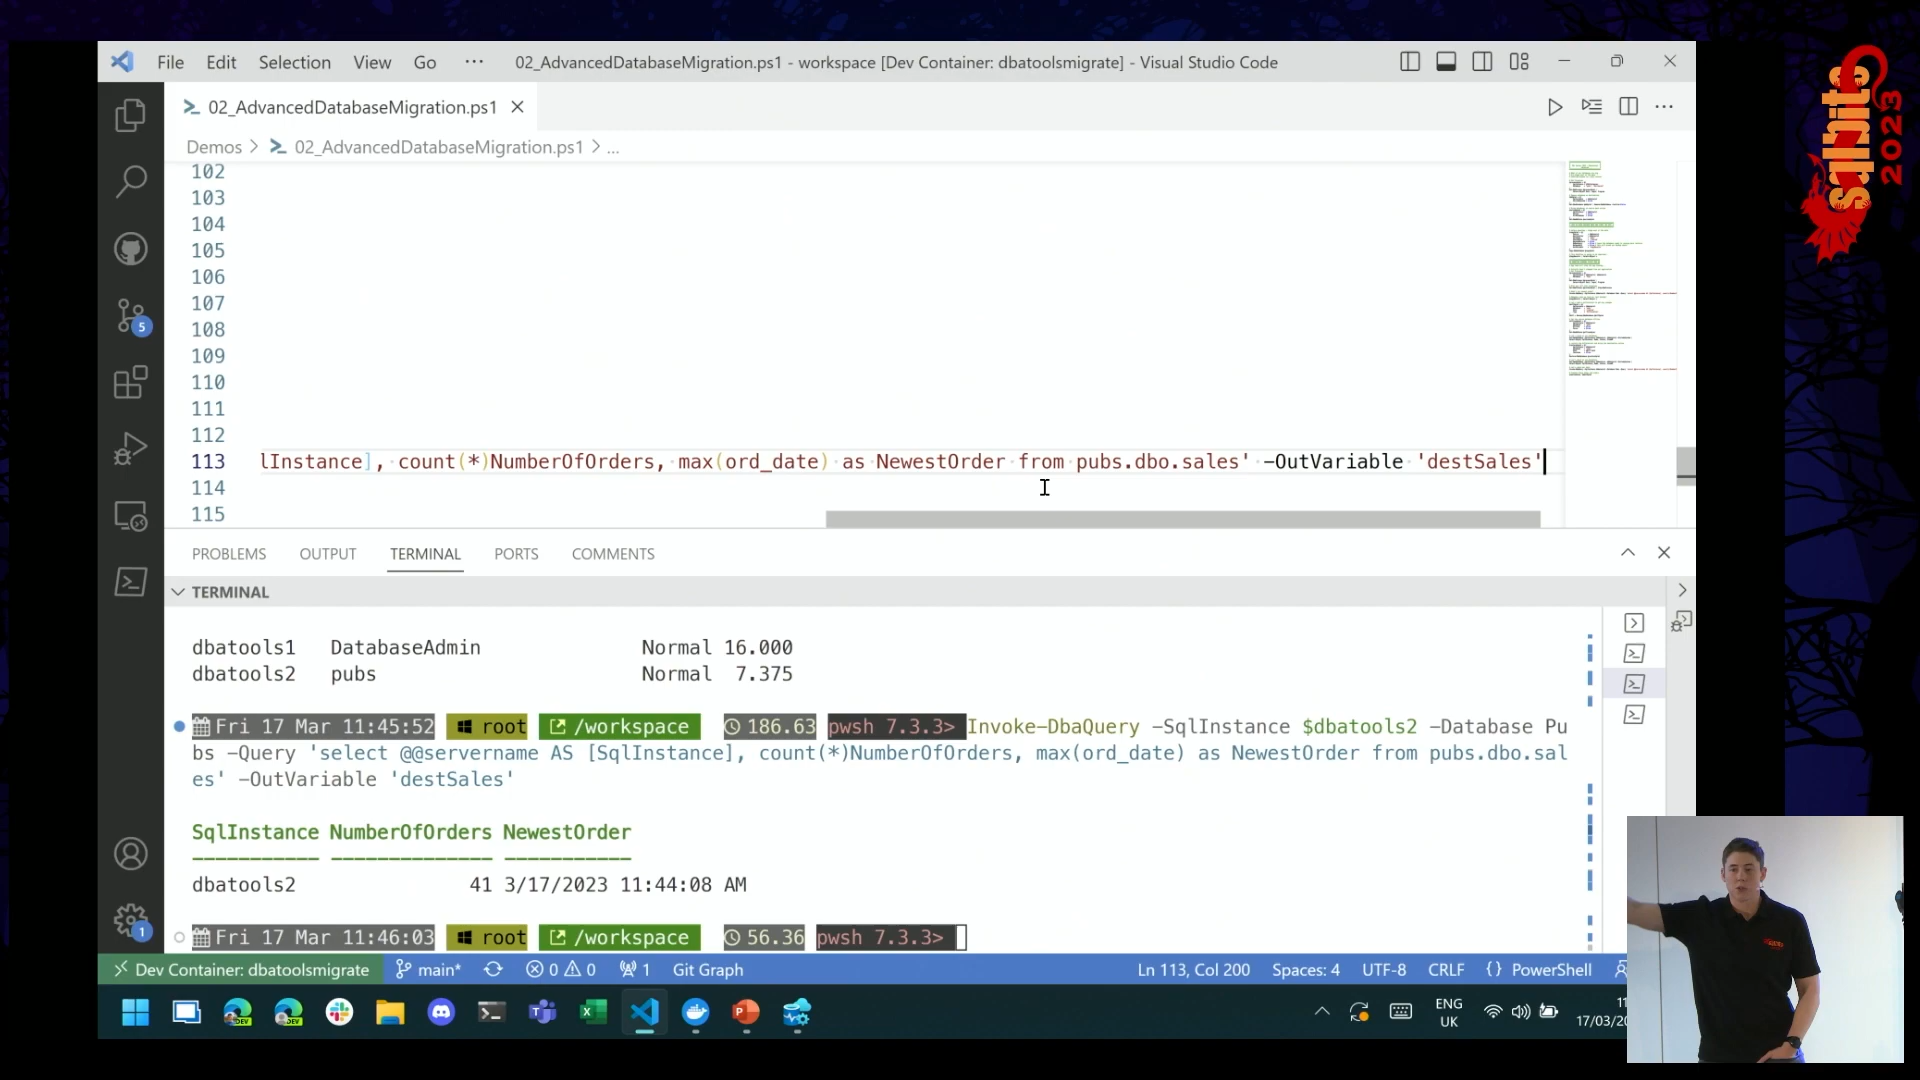 File Edit Selection View Go ··· 02_AdvancedDatabaseMigration.ps1 - workspace [Dev Container: dbatoolsmigrate] - Visual Studio Code
02_AdvancedDatabaseMigration.ps1
Demos > 02_AdvancedDatabaseMigration.ps1 > ...
102
103
104
105
106
107
108
109
110
111
112
113 lInstance], count(*)NumberOfOrders, max(ord_date) as NewestOrder from pubs.dbo.sales' -OutVariable 'destSales'
114
115
PROBLEMS OUTPUT TERMINAL PORTS COMMENTS
TERMINAL
dbatools1 DatabaseAdmin Normal 16.000
dbatools2 pubs Normal 7.375
Fri 17 Mar 11:45:52 root /workspace 186.63 pwsh 7.3.3> Invoke-DbaQuery -SqlInstance $dbatools2 -Database Pu
bs -Query 'select @@servername AS [SqlInstance], count(*)NumberOfOrders, max(ord_date) as NewestOrder from pubs.dbo.sal
es' -OutVariable 'destSales'
SqlInstance NumberOfOrders NewestOrder
----------- -------------- -----------
dbatools2 41 3/17/2023 11:44:08 AM
Fri 17 Mar 11:46:03 root /workspace 56.36 pwsh 7.3.3>
5
1
Dev Container: dbatoolsmigrate main* 0 0 1 Git Graph Ln 113, Col 200 Spaces: 4 UTF-8 CRLF {} PowerShell
ENG
UK
17/03/20
sqlbits
2023